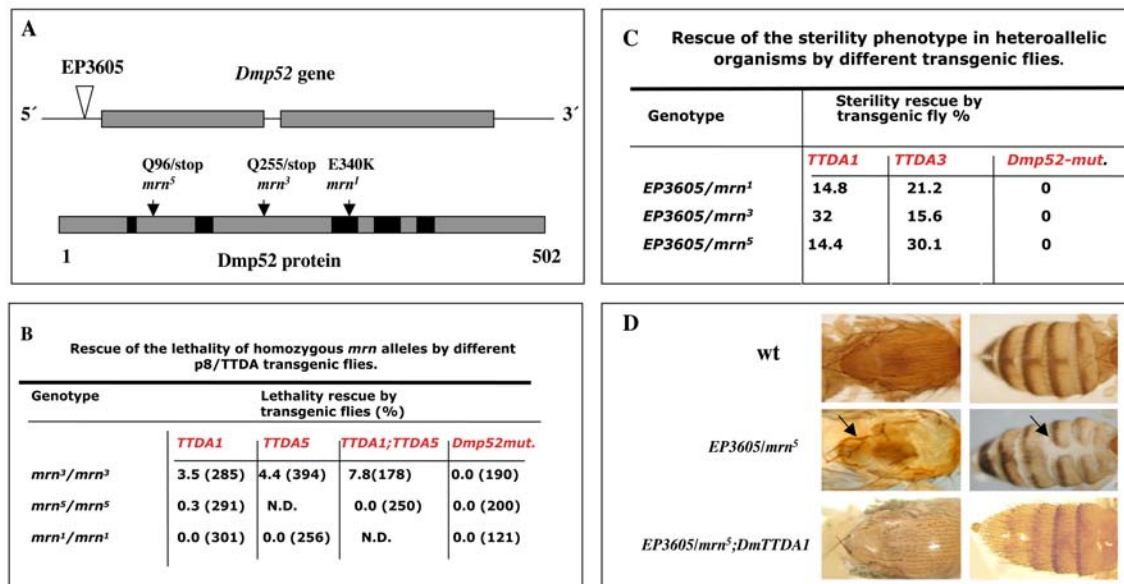 A
EP3605
Dmp52 gene
5´ 3´
Q96/stop Q255/stop E340K
mrn⁵ mrn³ mrn¹
1 Dmp52 protein 502
B
Rescue of the lethality of homozygous mrn alleles by different
p8/TTDA transgenic flies.
Genotype Lethality rescue by
transgenic flies (%)
TTDA1 TTDA5 TTDA1;TTDA5 Dmp52mut.
mrn³/mrn³ 3.5 (285) 4.4 (394) 7.8(178) 0.0 (190)
mrn⁵/mrn⁵ 0.3 (291) N.D. 0.0 (250) 0.0 (200)
mrn¹/mrn¹ 0.0 (301) 0.0 (256) N.D. 0.0 (121)
C
Rescue of the sterility phenotype in heteroallelic
organisms by different transgenic flies.
Genotype Sterility rescue by
transgenic fly %
TTDA1 TTDA3 Dmp52-mut.
EP3605/mrn¹ 14.8 21.2 0
EP3605/mrn³ 32 15.6 0
EP3605/mrn⁵ 14.4 30.1 0
D
wt
EP3605/mrn⁵
EP3605/mrn⁵;DmTTDA1